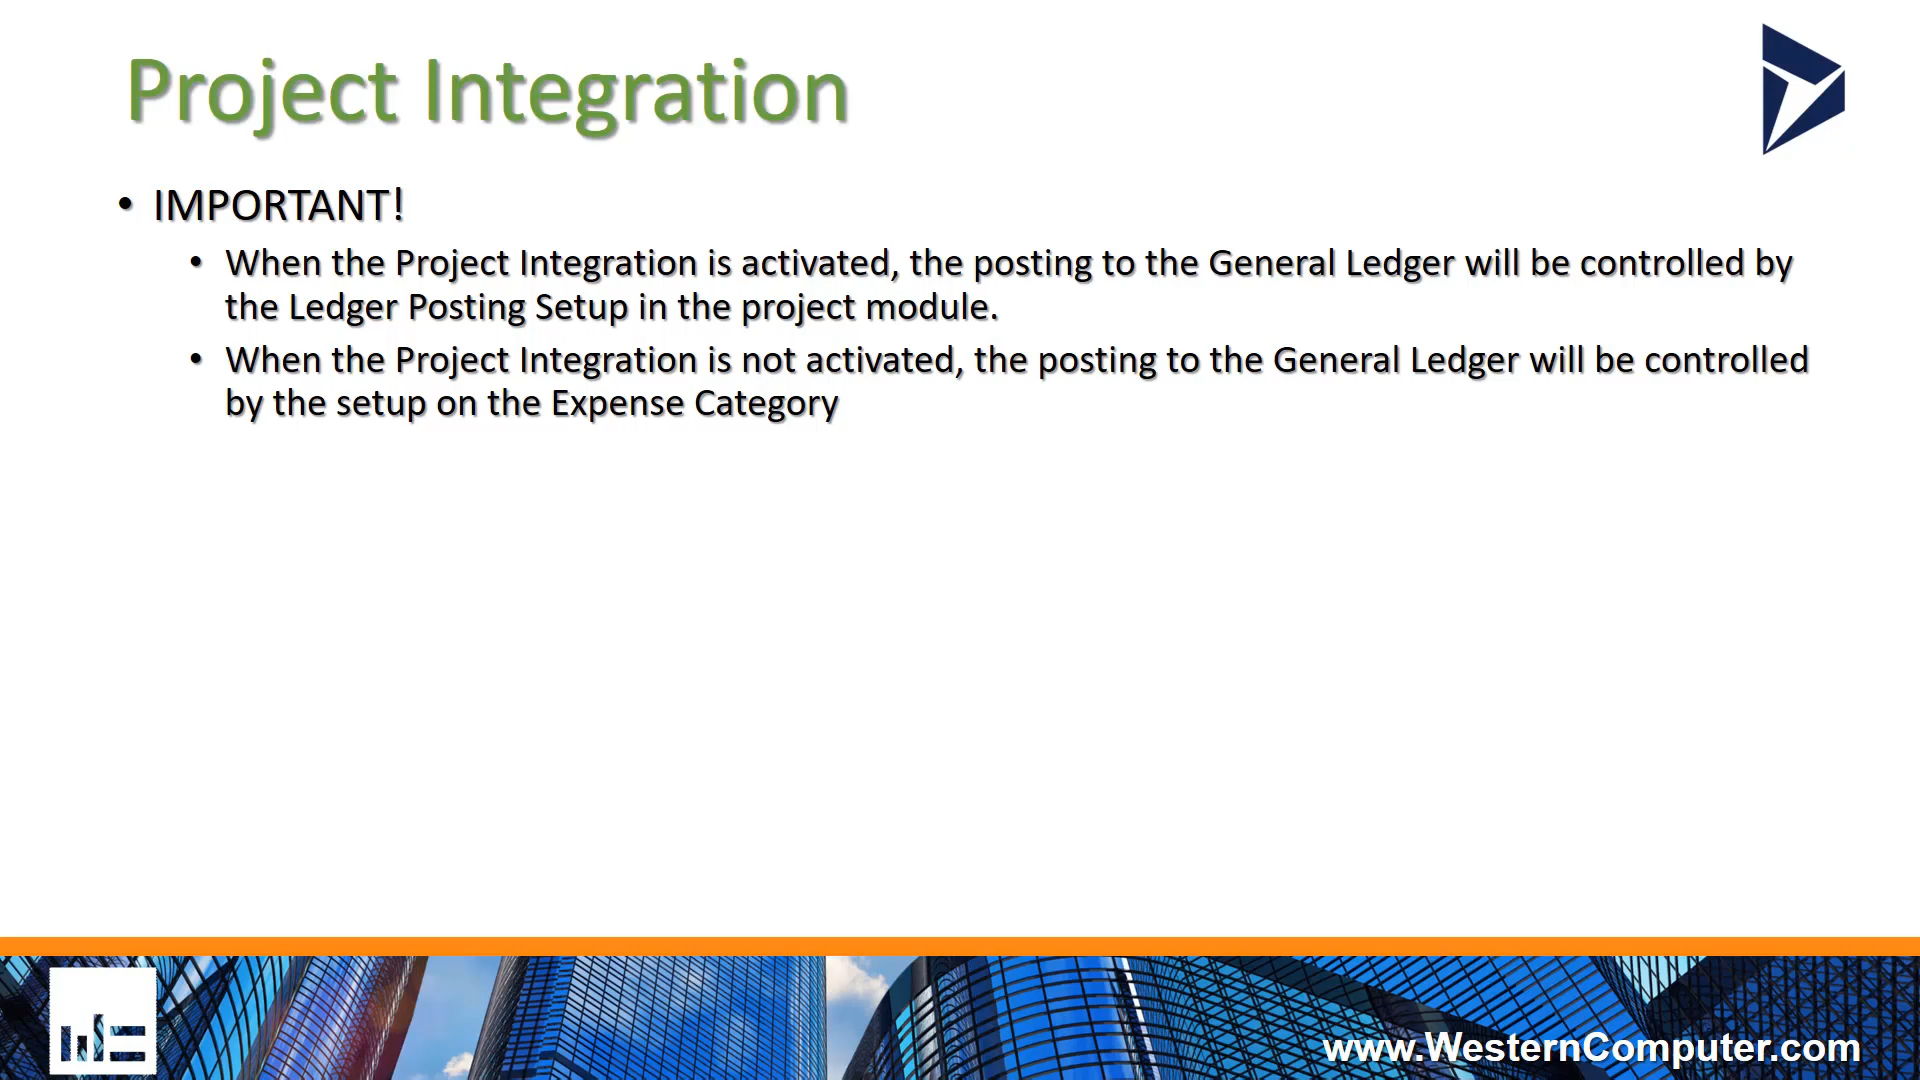 Project Integration
• IMPORTANT!
• When the Project Integration is activated, the posting to the General Ledger will be controlled by
the Ledger Posting Setup in the project module.
• When the Project Integration is not activated, the posting to the General Ledger will be controlled
by the setup on the Expense Category
www.WesternComputer.com